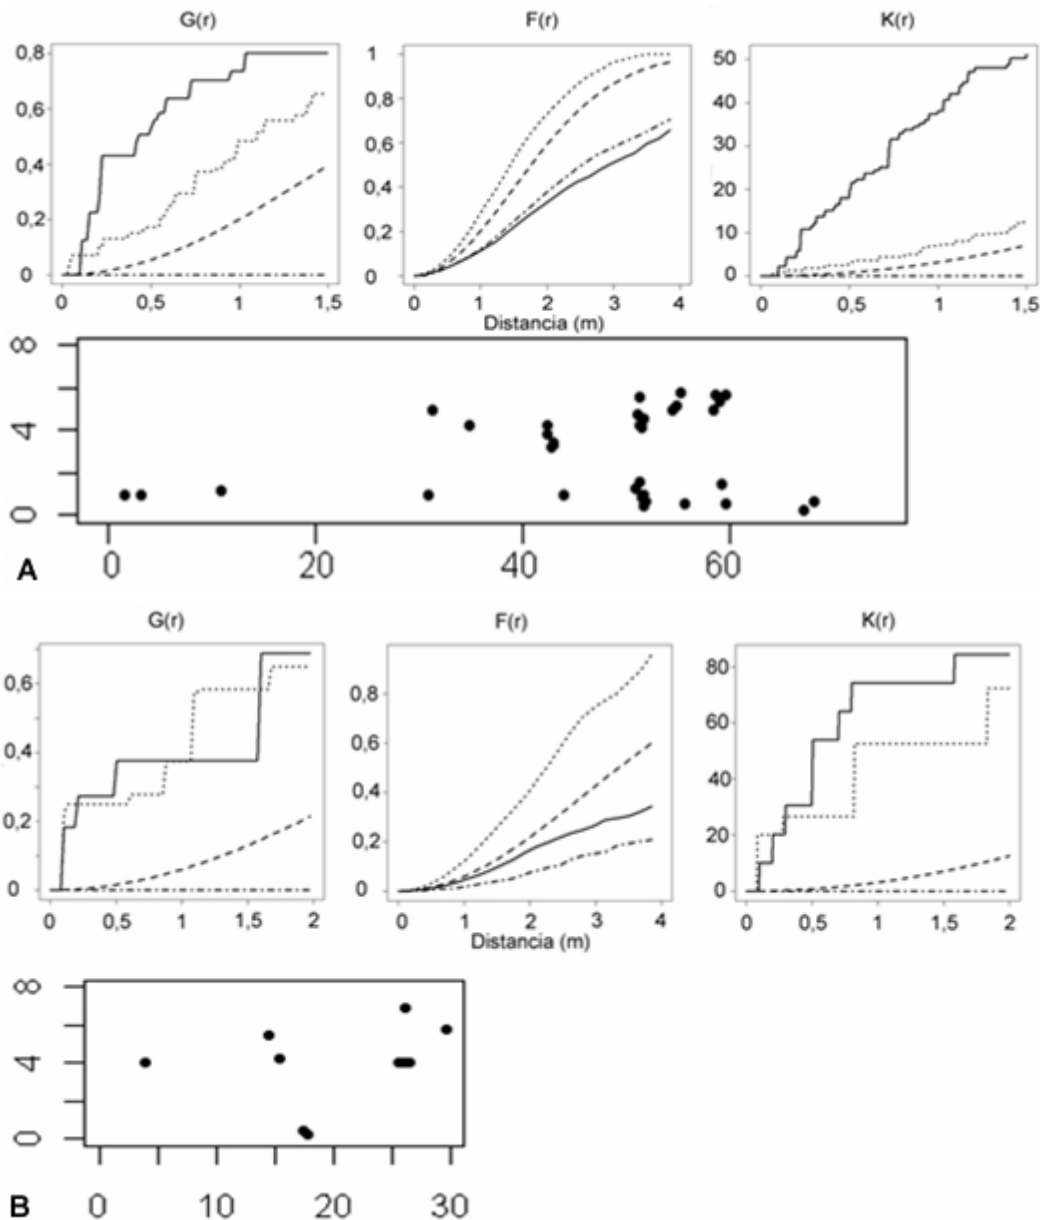 G(r) F(r) K(r)
0,8 1 50
0,6 0,8 40
0,4 0,6 30
0,2 0,4 20
0 0,2 10
0 0
0 0,5 1 1,5 0 1 2 3 4 0 0,5 1 1,5
Distancia (m)
8
4
0
0 20 40 60
A
G(r) F(r) K(r)
0,6 0,8 80
0,4 0,6 60
0,2 0,4 40
0 0,2 20
0 0
0 0,5 1 1,5 2 0 1 2 3 4 0 0,5 1 1,5 2
Distancia (m)
8
4
0
B 0 10 20 30